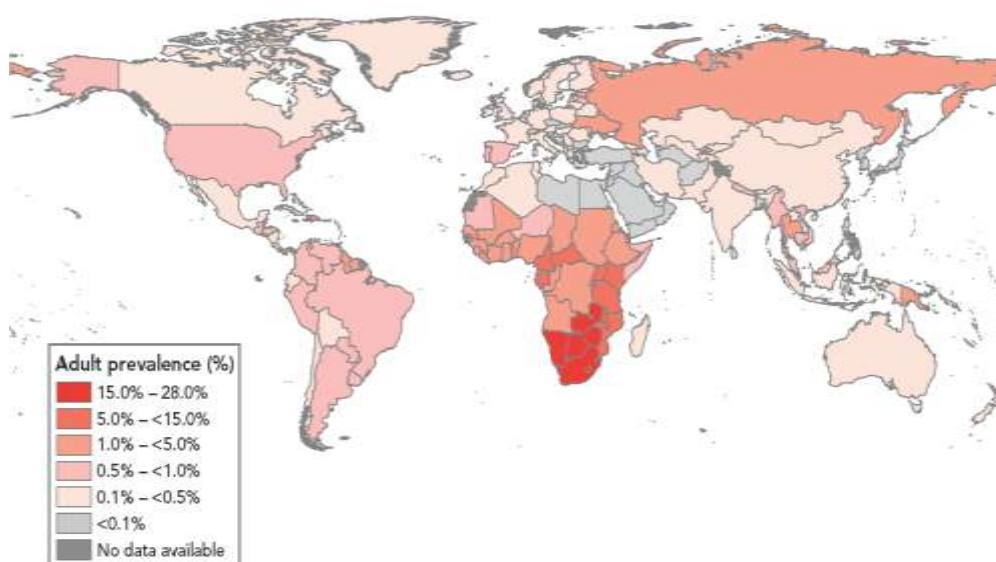 Adult prevalence (%)
15.0% – 28.0%
5.0% – <15.0%
1.0% – <5.0%
0.5% – <1.0%
0.1% – <0.5%
<0.1%
No data available